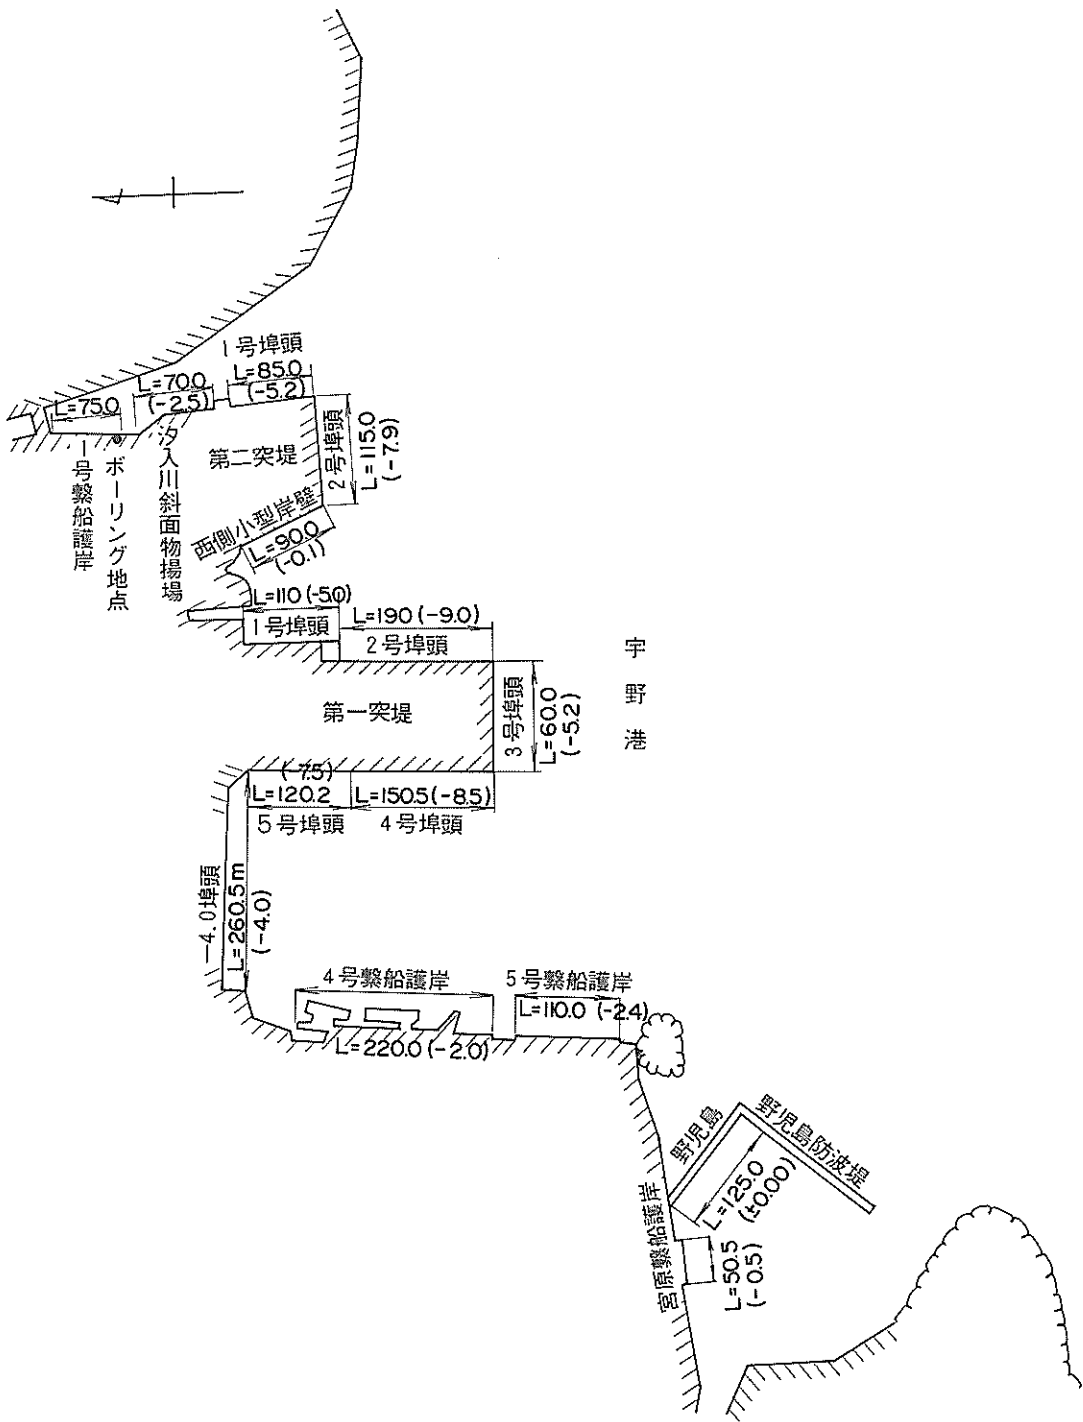 1号埠頭
L=85.0
(-5.2)
L=70.0
(-2.5)
L=75.0
1号繋船護岸
ボーリング地点
汐入川斜面物揚場
第二突堤
2号埠頭
L=115.0
(-7.9)
西側小型岸壁
L=90.0
(-0.1)
L=110(-5.0)
1号埠頭
L=190(-9.0)
2号埠頭
宇野港
第一突堤
3号埠頭
L=60.0
(-5.2)
(-7.5)
L=120.2
5号埠頭
L=150.5(-8.5)
4号埠頭
-4.0埠頭
L=260.5m
(-4.0)
4号繋船護岸
L=220.0(-2.0)
5号繋船護岸
L=110.0 (-2.4)
野児島
野児島防波堤
L=125.0
(±0.00)
宮原繋船護岸
L=50.5
(-0.5)